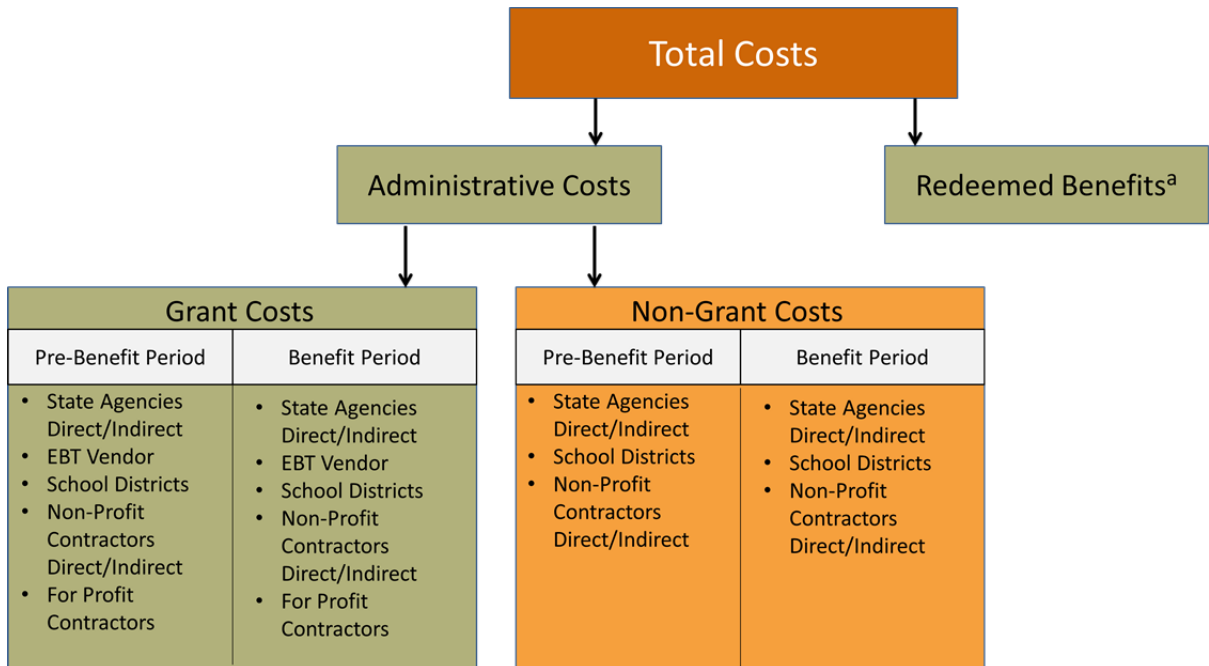 Total Costs
Administrative Costs
Redeemed Benefitsᵃ
Grant Costs
Pre-Benefit Period
Benefit Period
• State Agencies
Direct/Indirect
• EBT Vendor
• School Districts
• Non-Profit
Contractors
Direct/Indirect
• For Profit
Contractors
• State Agencies
Direct/Indirect
• EBT Vendor
• School Districts
• Non-Profit
Contractors
Direct/Indirect
• For Profit
Contractors
Non-Grant Costs
Pre-Benefit Period
Benefit Period
• State Agencies
Direct/Indirect
• School Districts
• Non-Profit
Contractors
Direct/Indirect
• State Agencies
Direct/Indirect
• School Districts
• Non-Profit
Contractors
Direct/Indirect